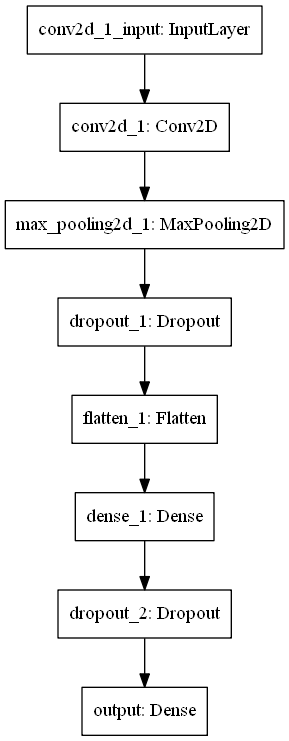 conv2d_1_input: InputLayer
conv2d_1: Conv2D
max_pooling2d_1: MaxPooling2D
dropout_1: Dropout
flatten_1: Flatten
dense_1: Dense
dropout_2: Dropout
output: Dense